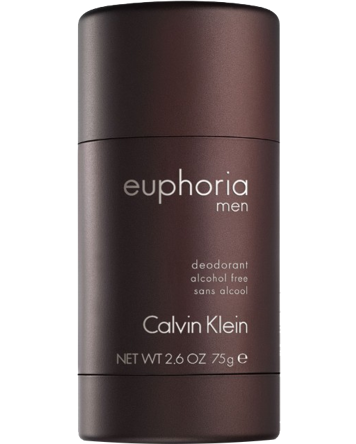 euphoria
men
deodorant
alcohol free
sans alcool
Calvin Klein
NET WT 2.6 OZ 75g ℮